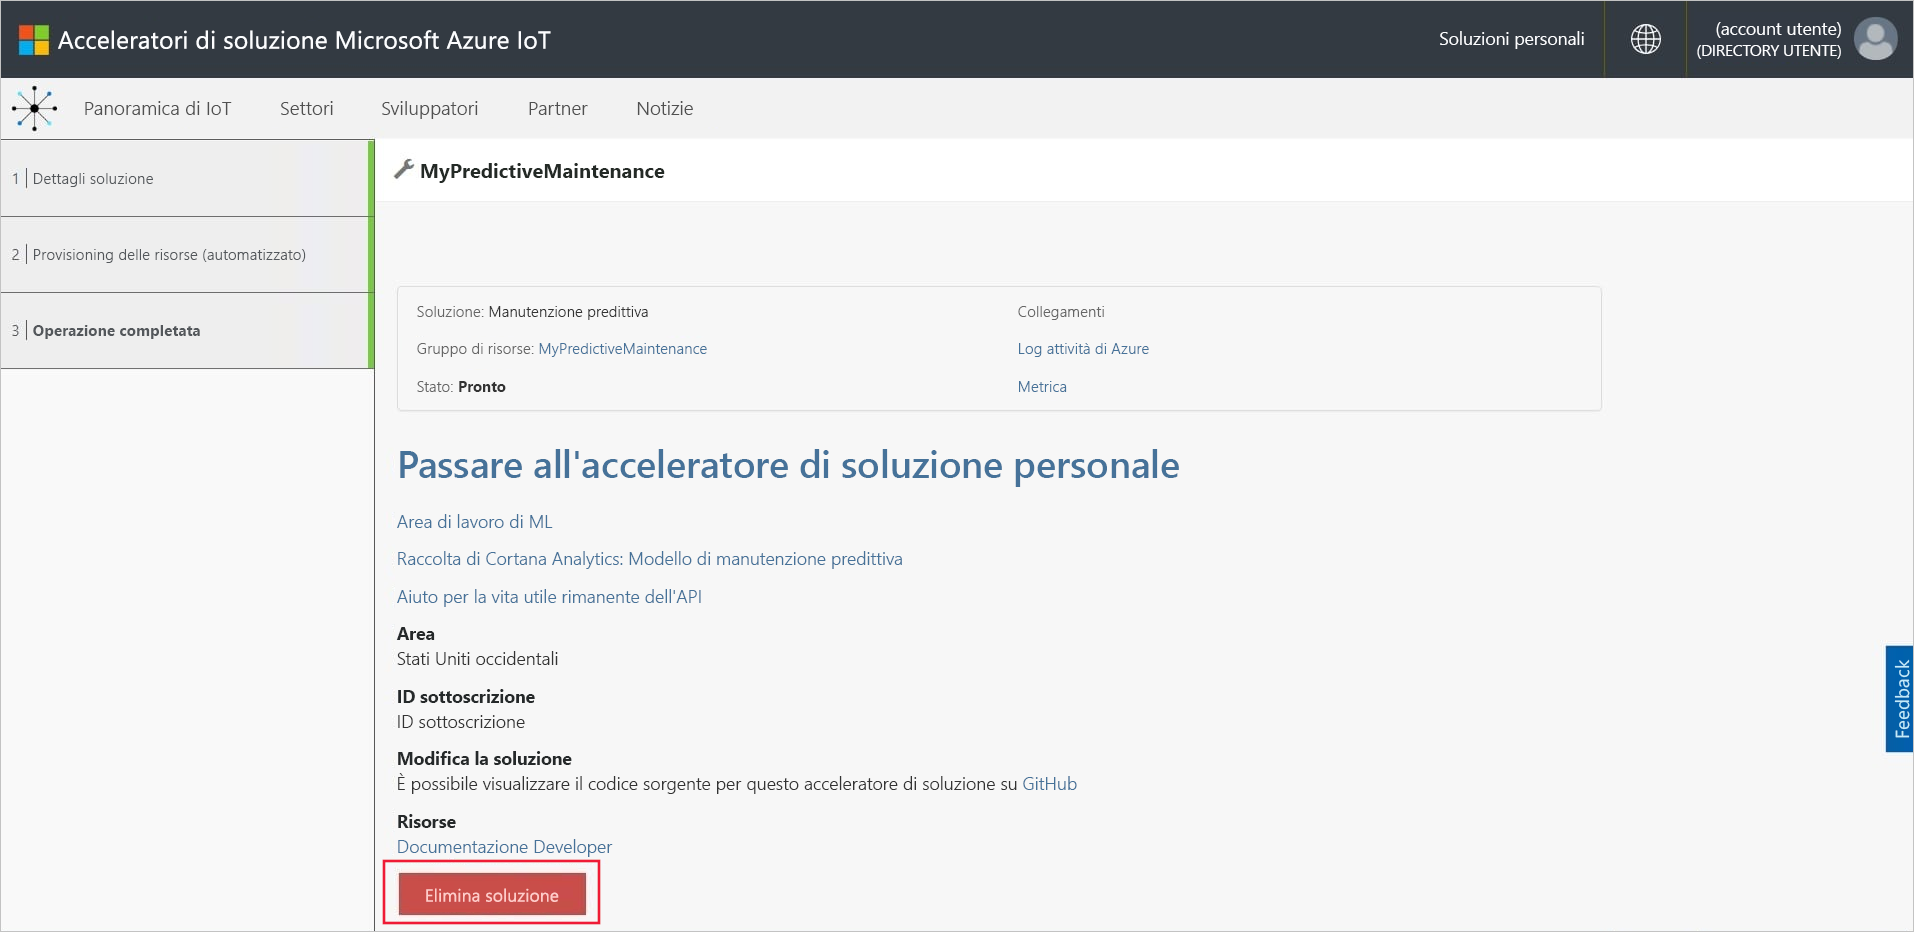 Acceleratori di soluzione Microsoft Azure IoT
Soluzioni personali
(account utente)
(DIRECTORY UTENTE)
Panoramica di IoT
Settori
Sviluppatori
Partner
Notizie
1 | Dettagli soluzione
2 | Provisioning delle risorse (automatizzato)
3 | Operazione completata
MyPredictiveMaintenance
Soluzione: Manutenzione predittiva
Gruppo di risorse: MyPredictiveMaintenance
Stato: Pronto
Collegamenti
Log attività di Azure
Metrica
Passare all'acceleratore di soluzione personale
Area di lavoro di ML
Raccolta di Cortana Analytics: Modello di manutenzione predittiva
Aiuto per la vita utile rimanente dell'API
Area
Stati Uniti occidentali
ID sottoscrizione
ID sottoscrizione
Modifica la soluzione
È possibile visualizzare il codice sorgente per questo acceleratore di soluzione su GitHub
Risorse
Documentazione Developer
Elimina soluzione
Feedback